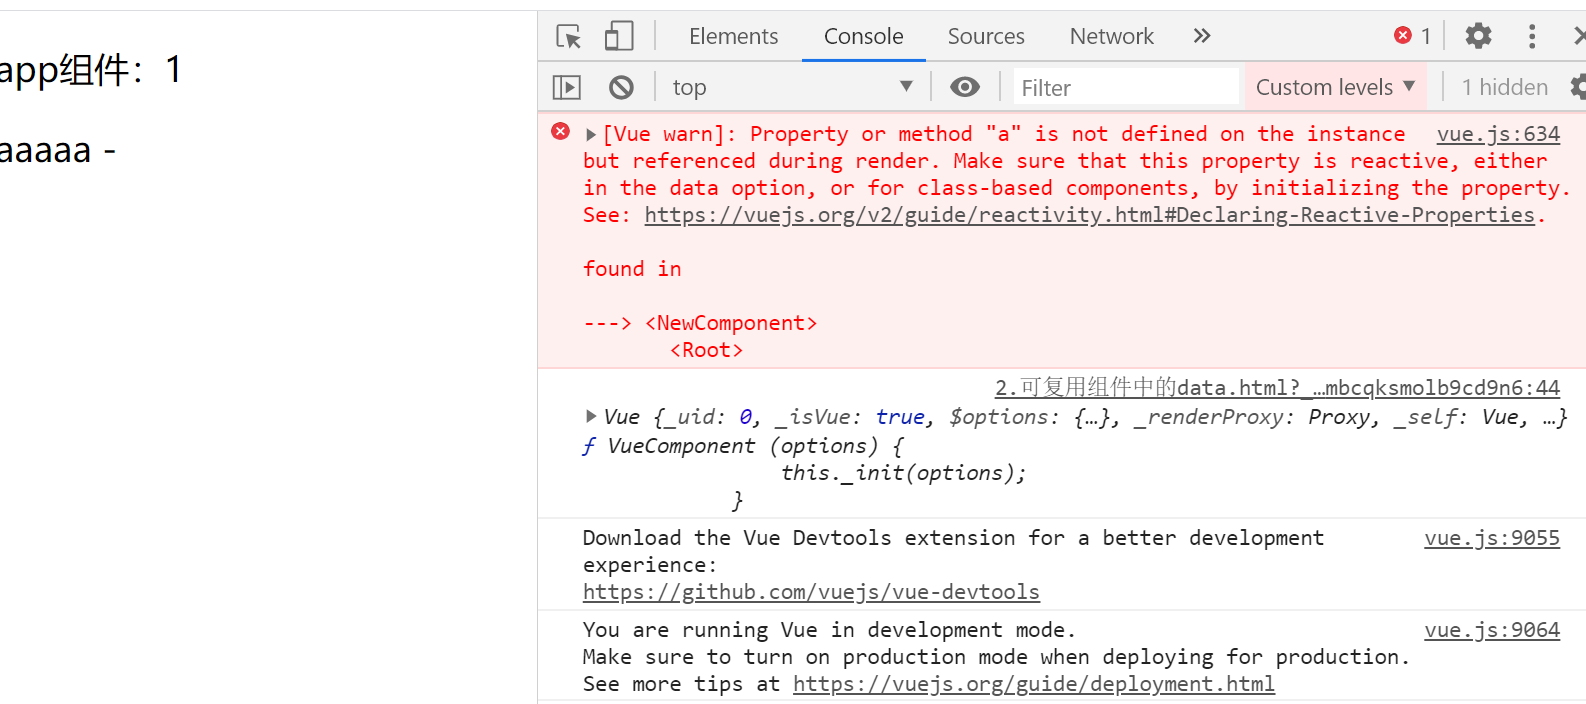 app组件：1
aaaaa -
Elements Console Sources Network 1
top Filter Custom levels 1 hidden
[Vue warn]: Property or method "a" is not defined on the instance vue.js:634
but referenced during render. Make sure that this property is reactive, either
in the data option, or for class-based components, by initializing the property.
See: https://vuejs.org/v2/guide/reactivity.html#Declaring-Reactive-Properties.
found in
---> <NewComponent>
<Root>
2.可复用组件中的data.html?_…mbcqksmolb9cd9n6:44
Vue {_uid: 0, _isVue: true, $options: {…}, _renderProxy: Proxy, _self: Vue, …}
ƒ VueComponent (options) {
this._init(options);
}
Download the Vue Devtools extension for a better development vue.js:9055
experience:
https://github.com/vuejs/vue-devtools
You are running Vue in development mode. vue.js:9064
Make sure to turn on production mode when deploying for production.
See more tips at https://vuejs.org/guide/deployment.html